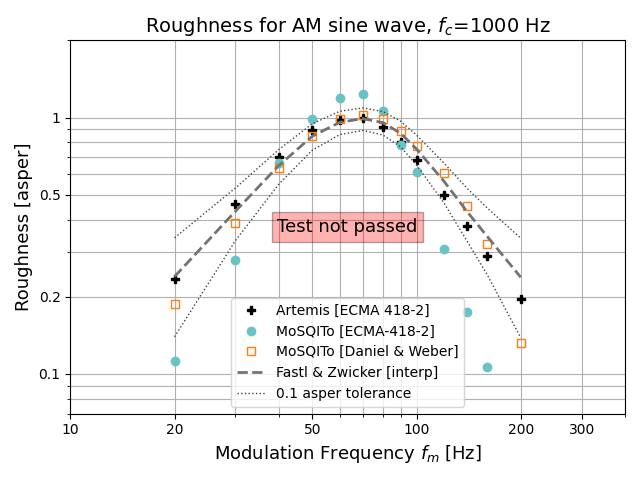 Roughness for AM sine wave, f_c=1000 Hz
Roughness [asper]
1
0.5
0.2
0.1
Test not passed
Artemis [ECMA 418-2]
MoSQITo [ECMA-418-2]
MoSQITo [Daniel & Weber]
Fastl & Zwicker [interp]
0.1 asper tolerance
10 20 50 100 200 300
Modulation Frequency f_m [Hz]